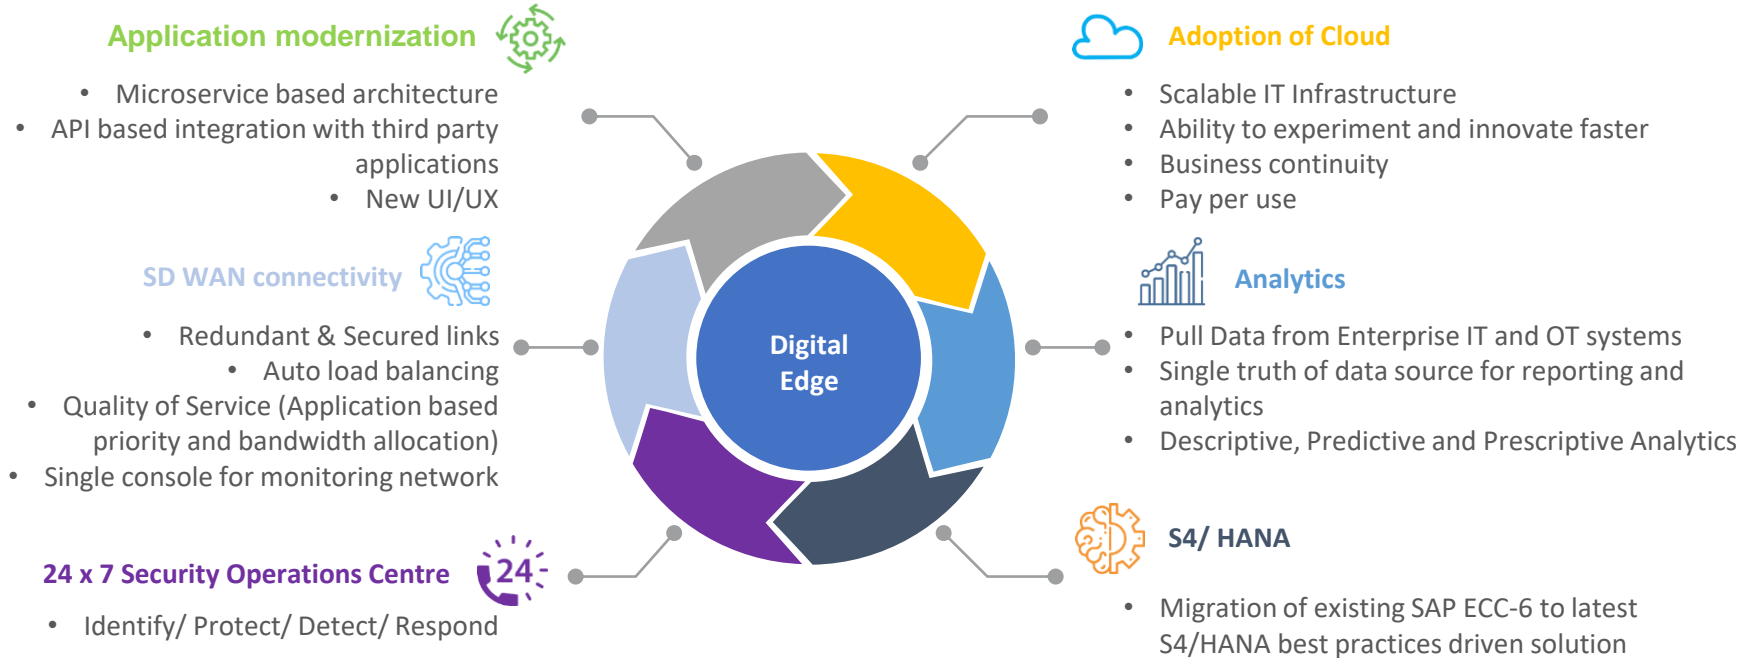 Application modernization
• Microservice based architecture
• API based integration with third party
applications
• New UI/UX
SD WAN connectivity
• Redundant & Secured links
• Auto load balancing
• Quality of Service (Application based
priority and bandwidth allocation)
• Single console for monitoring network
24 x 7 Security Operations Centre
24
• Identify/ Protect/ Detect/ Respond
Digital
Edge
Adoption of Cloud
• Scalable IT Infrastructure
• Ability to experiment and innovate faster
• Business continuity
• Pay per use
Analytics
• Pull Data from Enterprise IT and OT systems
• Single truth of data source for reporting and
analytics
• Descriptive, Predictive and Prescriptive Analytics
S4/ HANA
• Migration of existing SAP ECC-6 to latest
S4/HANA best practices driven solution